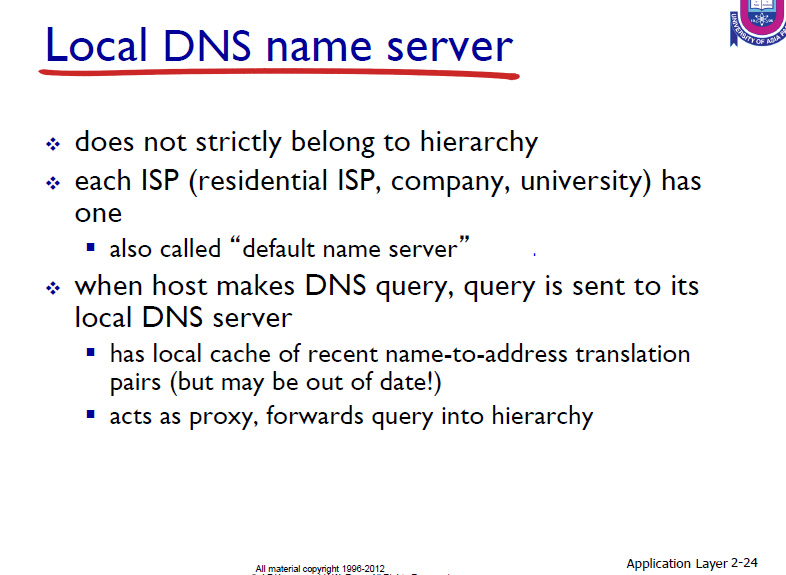 Local DNS name server
UNIVERSITY OF ASIA
❖ does not strictly belong to hierarchy
❖ each ISP (residential ISP, company, university) has
one
▪ also called “default name server”
❖ when host makes DNS query, query is sent to its
local DNS server
▪ has local cache of recent name-to-address translation
pairs (but may be out of date!)
▪ acts as proxy, forwards query into hierarchy
All material copyright 1996-2012
Application Layer 2-24